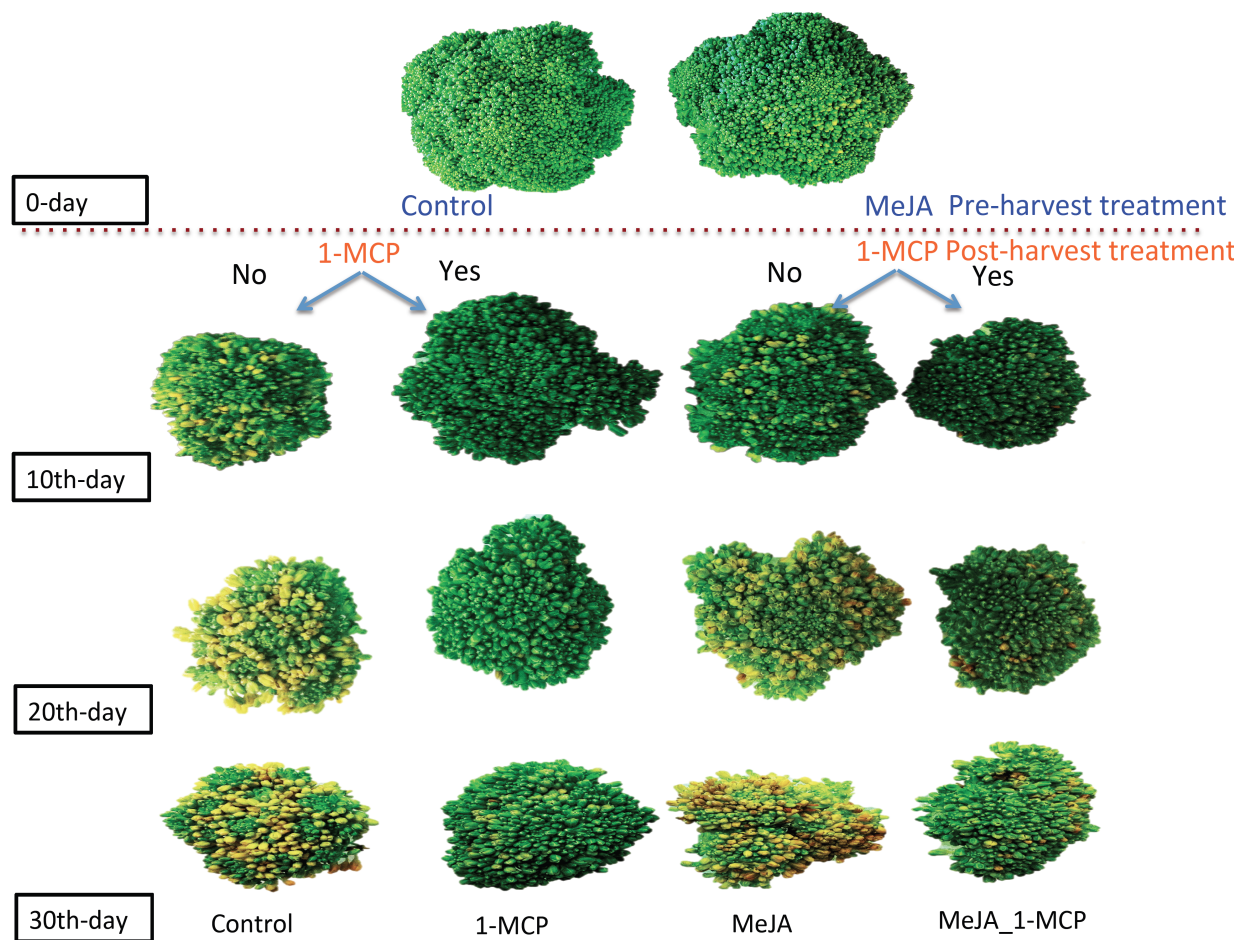 0-day
Control
MeJA Pre-harvest treatment
1-MCP
1-MCP Post-harvest treatment
No
Yes
No
Yes
10th-day
20th-day
30th-day
Control
1-MCP
MeJA
MeJA_1-MCP